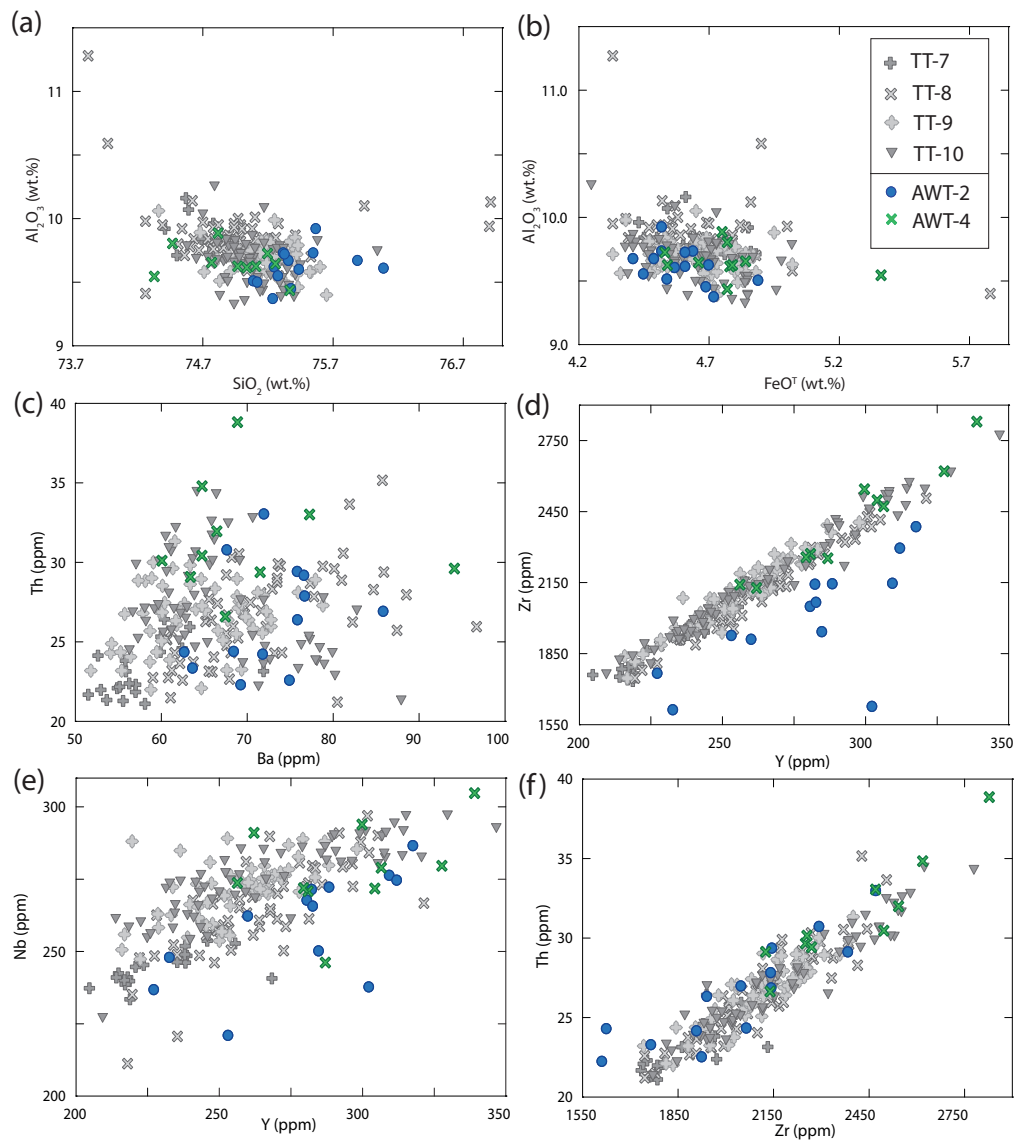 (a)
11
10
9
Al₂O₃ (wt.%)
73.7 74.7 75.7 76.7
SiO₂ (wt.%)
(b)
11.0
10.0
9.0
Al₂O₃ (wt.%)
4.2 4.7 5.2 5.7
FeOᵀ (wt.%)
TT-7
TT-8
TT-9
TT-10
AWT-2
AWT-4
(c)
40
35
30
25
20
Th (ppm)
50 60 70 80 90 100
Ba (ppm)
(d)
2750
2450
2150
1850
1550
Zr (ppm)
200 250 300 350
Y (ppm)
(e)
300
250
200
Nb (ppm)
200 250 300 350
Y (ppm)
(f)
40
35
30
25
20
Th (ppm)
1550 1850 2150 2450 2750
Zr (ppm)